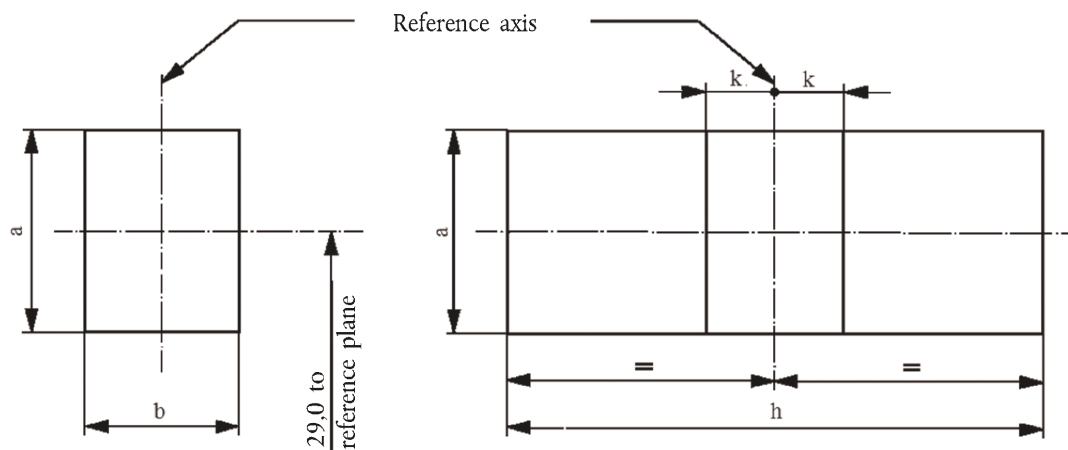 Reference axis
k
k
a
a
29,0 to
reference plane
=
=
b
h